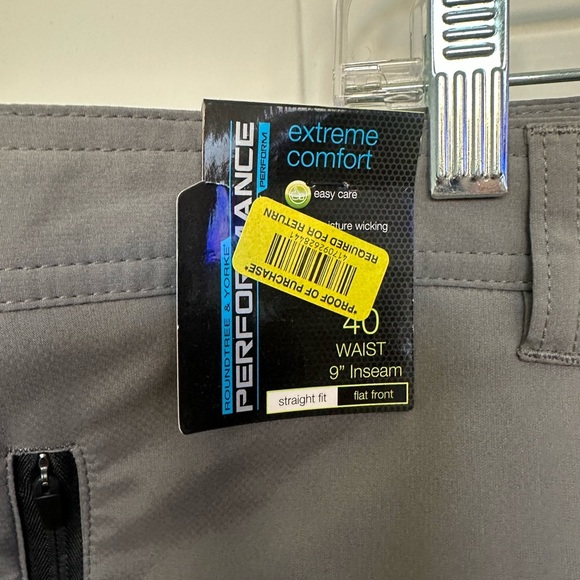 extreme
comfort
easy care
wicking
ROUNDTREE & YORKE
PERFORMANCE
PERFORM
*PROOF OF PURCHASE*
REQUIRED FOR RETURN
40
WAIST
9" Inseam
straight fit
flat front